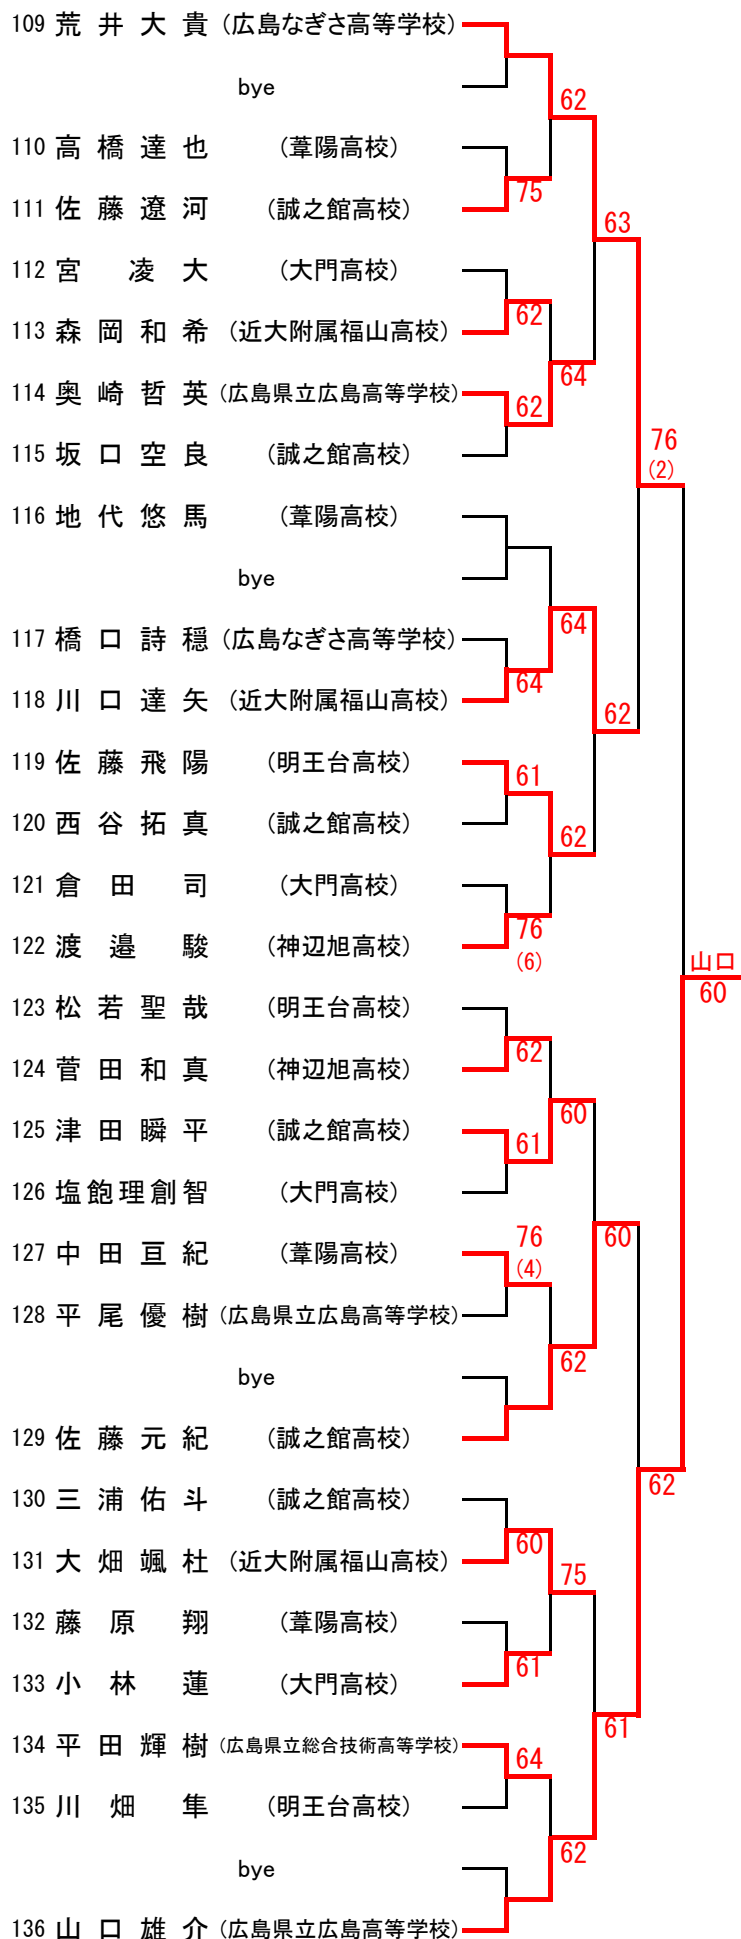 109 荒井大貴 (広島なぎさ高等学校)
bye
62
110 高橋達也 (葦陽高校)
75
111 佐藤遼河 (誠之館高校)
63
112 宮凌大 (大門高校)
62
113 森岡和希 (近大附属福山高校)
64
114 奥崎哲英 (広島県立広島高等学校)
62
115 坂口空良 (誠之館高校)
76
(2)
116 地代悠馬 (葦陽高校)
bye
64
117 橋口詩穏 (広島なぎさ高等学校)
64
118 川口達矢 (近大附属福山高校)
62
119 佐藤飛陽 (明王台高校)
61
120 西谷拓真 (誠之館高校)
62
121 倉田司 (大門高校)
76
(6)
122 渡邉駿 (神辺旭高校)
山口
60
123 松若聖哉 (明王台高校)
62
124 菅田和真 (神辺旭高校)
60
125 津田瞬平 (誠之館高校)
61
126 塩飽理創智 (大門高校)
76
(4)
127 中田亘紀 (葦陽高校)
60
128 平尾優樹 (広島県立広島高等学校)
62
bye
129 佐藤元紀 (誠之館高校)
62
130 三浦佑斗 (誠之館高校)
60
131 大畑颯杜 (近大附属福山高校)
75
132 藤原翔 (葦陽高校)
61
133 小林蓮 (大門高校)
61
134 平田輝樹 (広島県立総合技術高等学校)
64
135 川畑隼 (明王台高校)
62
bye
136 山口雄介 (広島県立広島高等学校)